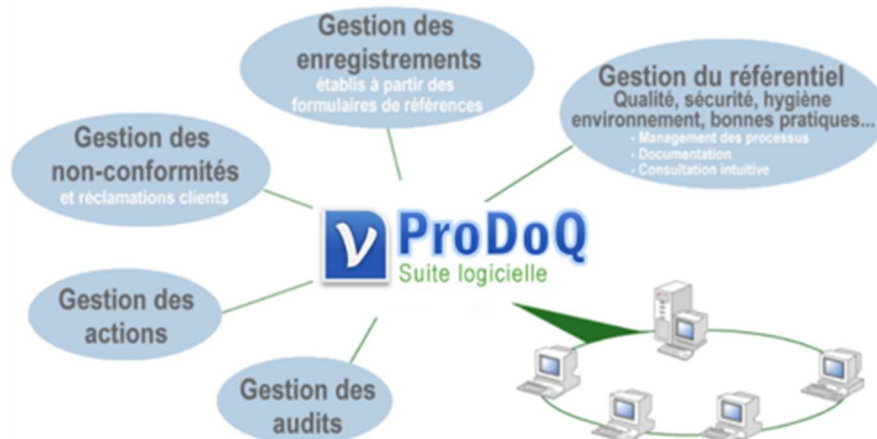 Gestion des
enregistrements
établis à partir des
formulaires de références
Gestion du référentiel
Qualité, sécurité, hygiène
environnement, bonnes pratiques...
- Management des processus
- Documentation
- Consultation intuitive
Gestion des
non-conformités
et réclamations clients
ν ProDoQ
Suite logicielle
Gestion des
actions
Gestion des
audits